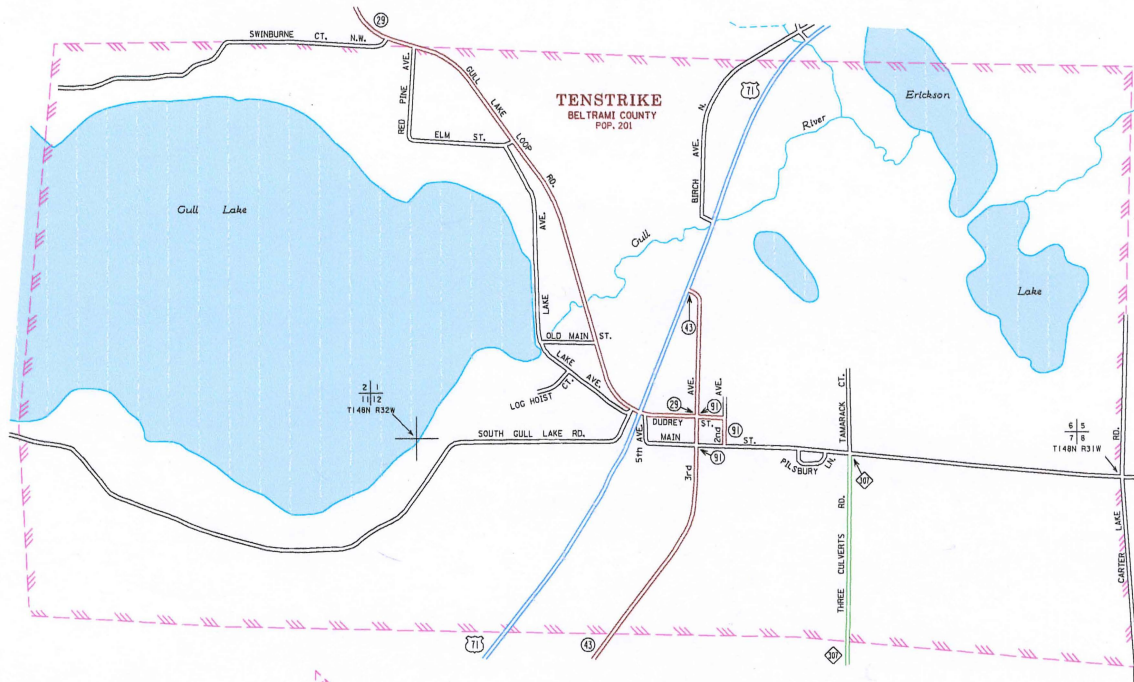 29
SWINBURNE CT. N.W.
TENSTRIKE
BELTRAMI COUNTY
POP. 201
71
GULL LAKE LOOP RD.
RED PINE AVE.
ELM ST.
BIRCH AVE. N.
River
Gull
Erickson
Lake
Gull Lake
LAKE AVE.
OLD MAIN ST.
LAKE AVE.
LOG HOIST CT.
43
2 1
11 12
T148N R32W
SOUTH GULL LAKE RD.
5th AVE.
29
91
DUDREY ST.
MAIN ST.
3rd AVE.
2nd AVE.
91
91
PILSBURY LN.
TAMARACK CT.
307
THREE CULVERTS RD.
6 5
7 8
T148N R31W
CARTER LAKE RD.
71
43
307